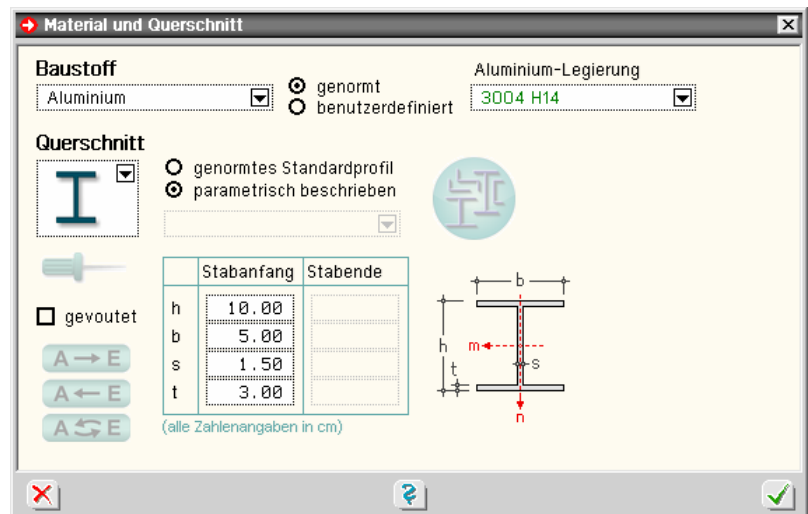 Material und Querschnitt
Baustoff
Aluminium
genormt
benutzerdefiniert
Aluminium-Legierung
3004 H14
Querschnitt
genormtes Standardprofil
parametrisch beschrieben
gevoutet
A → E
A ← E
A E
Stabanfang Stabende
h 10.00
b 5.00
s 1.50
t 3.00
(alle Zahlenangaben in cm)
b
h
m
t
s
n